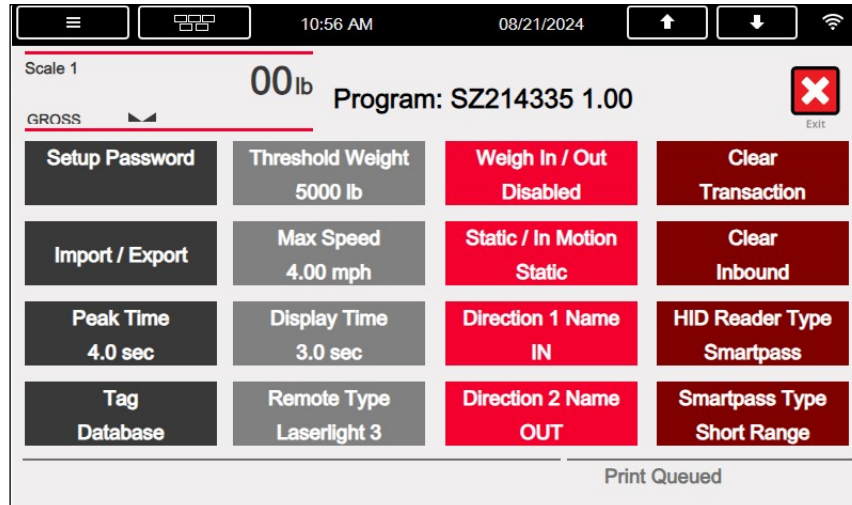 10:56 AM 08/21/2024
Scale 1
00 lb
GROSS
Program: SZ214335 1.00
Exit
Setup Password
Threshold Weight
5000 lb
Weigh In / Out
Disabled
Clear
Transaction
Import / Export
Max Speed
4.00 mph
Static / In Motion
Static
Clear
Inbound
Peak Time
4.0 sec
Display Time
3.0 sec
Direction 1 Name
IN
HID Reader Type
Smartpass
Tag
Database
Remote Type
Laserlight 3
Direction 2 Name
OUT
Smartpass Type
Short Range
Print Queued